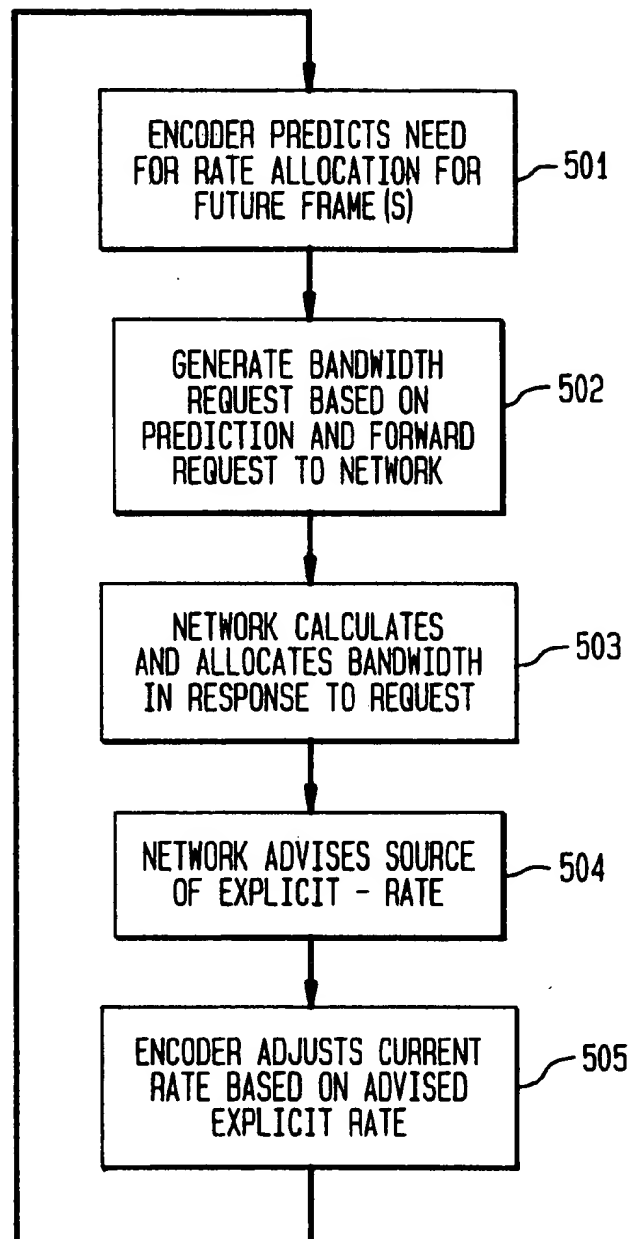 ENCODER PREDICTS NEED
FOR RATE ALLOCATION FOR
FUTURE FRAME(S)
501
GENERATE BANDWIDTH
REQUEST BASED ON
PREDICTION AND FORWARD
REQUEST TO NETWORK
502
NETWORK CALCULATES
AND ALLOCATES BANDWIDTH
IN RESPONSE TO REQUEST
503
NETWORK ADVISES SOURCE
OF EXPLICIT - RATE
504
ENCODER ADJUSTS CURRENT
RATE BASED ON ADVISED
EXPLICIT RATE
505